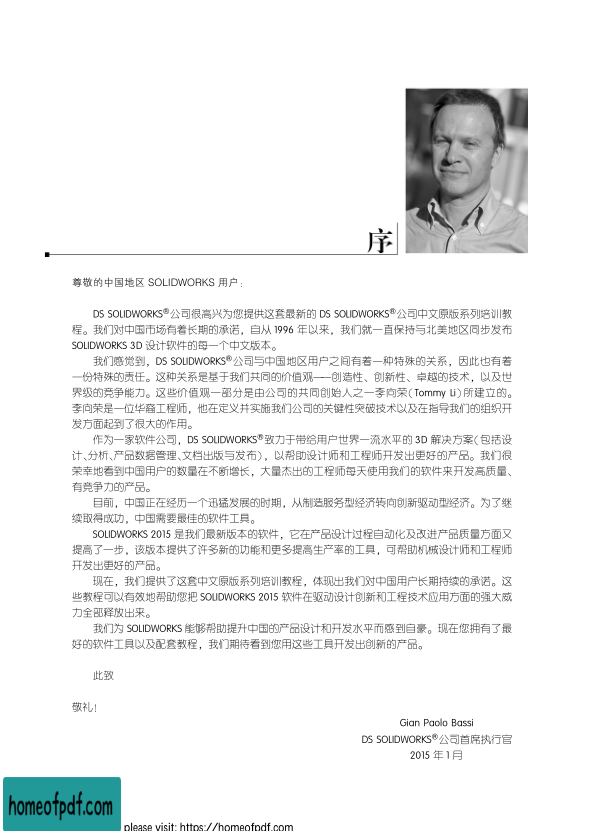 序
尊敬的中国地区 SOLIDWORKS 用户：
DS SOLIDWORKS®公司很高兴为您提供这套最新的 DS SOLIDWORKS®公司中文原版系列培训教
程。我们对中国市场有着长期的承诺，自从 1996 年以来，我们就一直保持与北美地区同步发布
SOLIDWORKS 3D 设计软件的每一个中文版本。
我们感觉到，DS SOLIDWORKS®公司与中国地区用户之间有着一种特殊的关系，因此也有着
一份特殊的责任。这种关系是基于我们共同的价值观——创造性、创新性、卓越的技术，以及世
界级的竞争能力。这些价值观一部分是由公司的共同创始人之一李向荣（Tommy Li）所建立的。
李向荣是一位华裔工程师，他在定义并实施我们公司的关键性突破技术以及在指导我们的组织开
发方面起到了很大的作用。
作为一家软件公司，DS SOLIDWORKS®致力于带给用户世界一流水平的 3D 解决方案（包括设
计、分析、产品数据管理、文档出版与发布），以帮助设计师和工程师开发出更好的产品。我们很
荣幸地看到中国用户的数量在不断增长，大量杰出的工程师每天使用我们的软件来开发高质量、
有竞争力的产品。
目前，中国正在经历一个迅猛发展的时期，从制造服务型经济转向创新驱动型经济。为了继
续取得成功，中国需要最佳的软件工具。
SOLIDWORKS 2015 是我们最新版本的软件，它在产品设计过程自动化及改进产品质量方面又
提高了一步，该版本提供了许多新的功能和更多提高生产率的工具，可帮助机械设计师和工程师
开发出更好的产品。
现在，我们提供了这套中文原版系列培训教程，体现出我们对中国用户长期持续的承诺。这
些教程可以有效地帮助您把 SOLIDWORKS 2015 软件在驱动设计创新和工程技术应用方面的强大威
力全部释放出来。
我们为 SOLIDWORKS 能够帮助提升中国的产品设计和开发水平而感到自豪。现在您拥有了最
好的软件工具以及配套教程，我们期待看到您用这些工具开发出创新的产品。
此致
敬礼！
Gian Paolo Bassi
DS SOLIDWORKS®公司首席执行官
2015 年 1 月
homeofpdf.com
please visit: https://homeofpdf.com